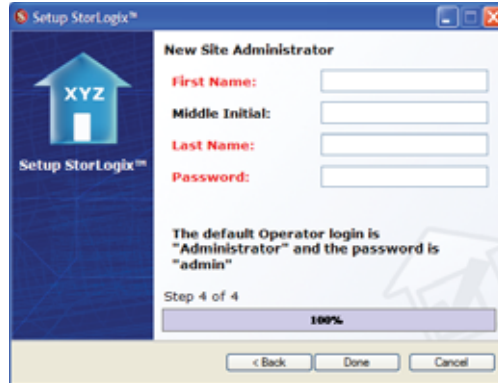 Setup StorLogix™
New Site Administrator
First Name:
XYZ
Middle Initial:
Last Name:
Setup StorLogix™
Password:
The default Operator login is
"Administrator" and the password is
"admin"
Step 4 of 4
100%
< Back
Done
Cancel